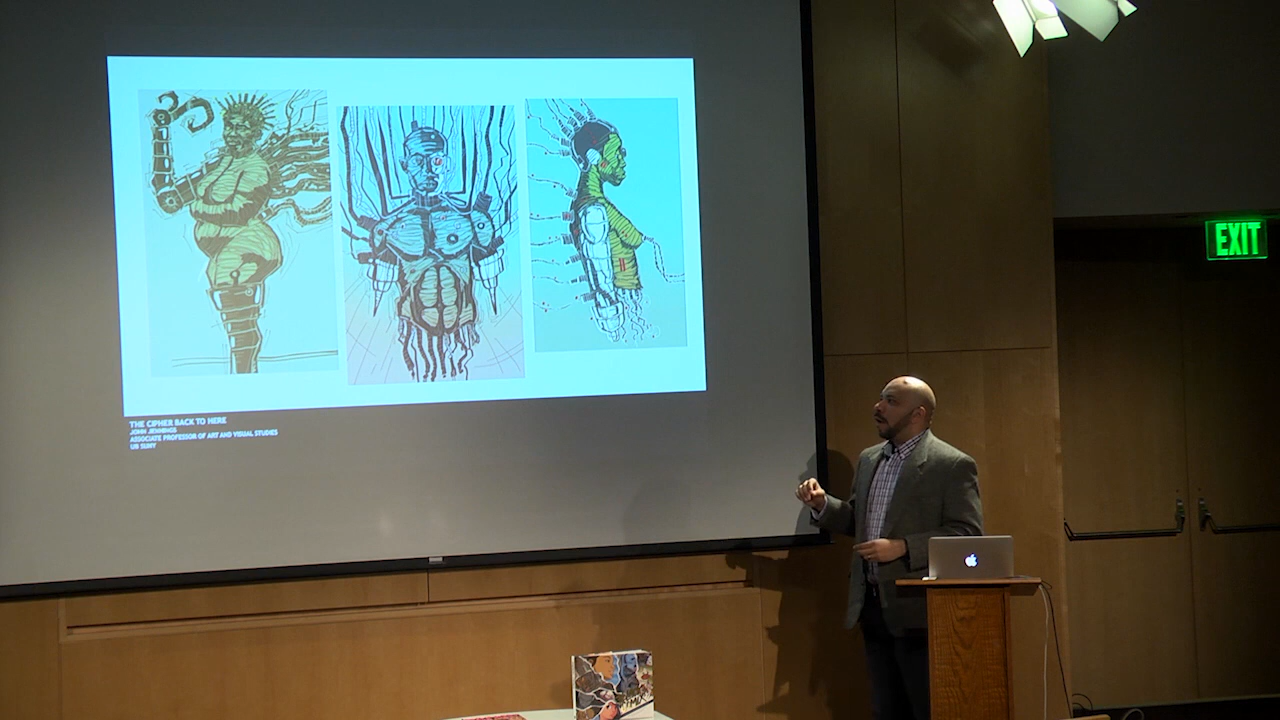 THE CIPHER BACK TO HERE
JOHN JENNINGS
ASSOCIATE PROFESSOR OF ART AND VISUAL STUDIES
UB SUNY
EXIT